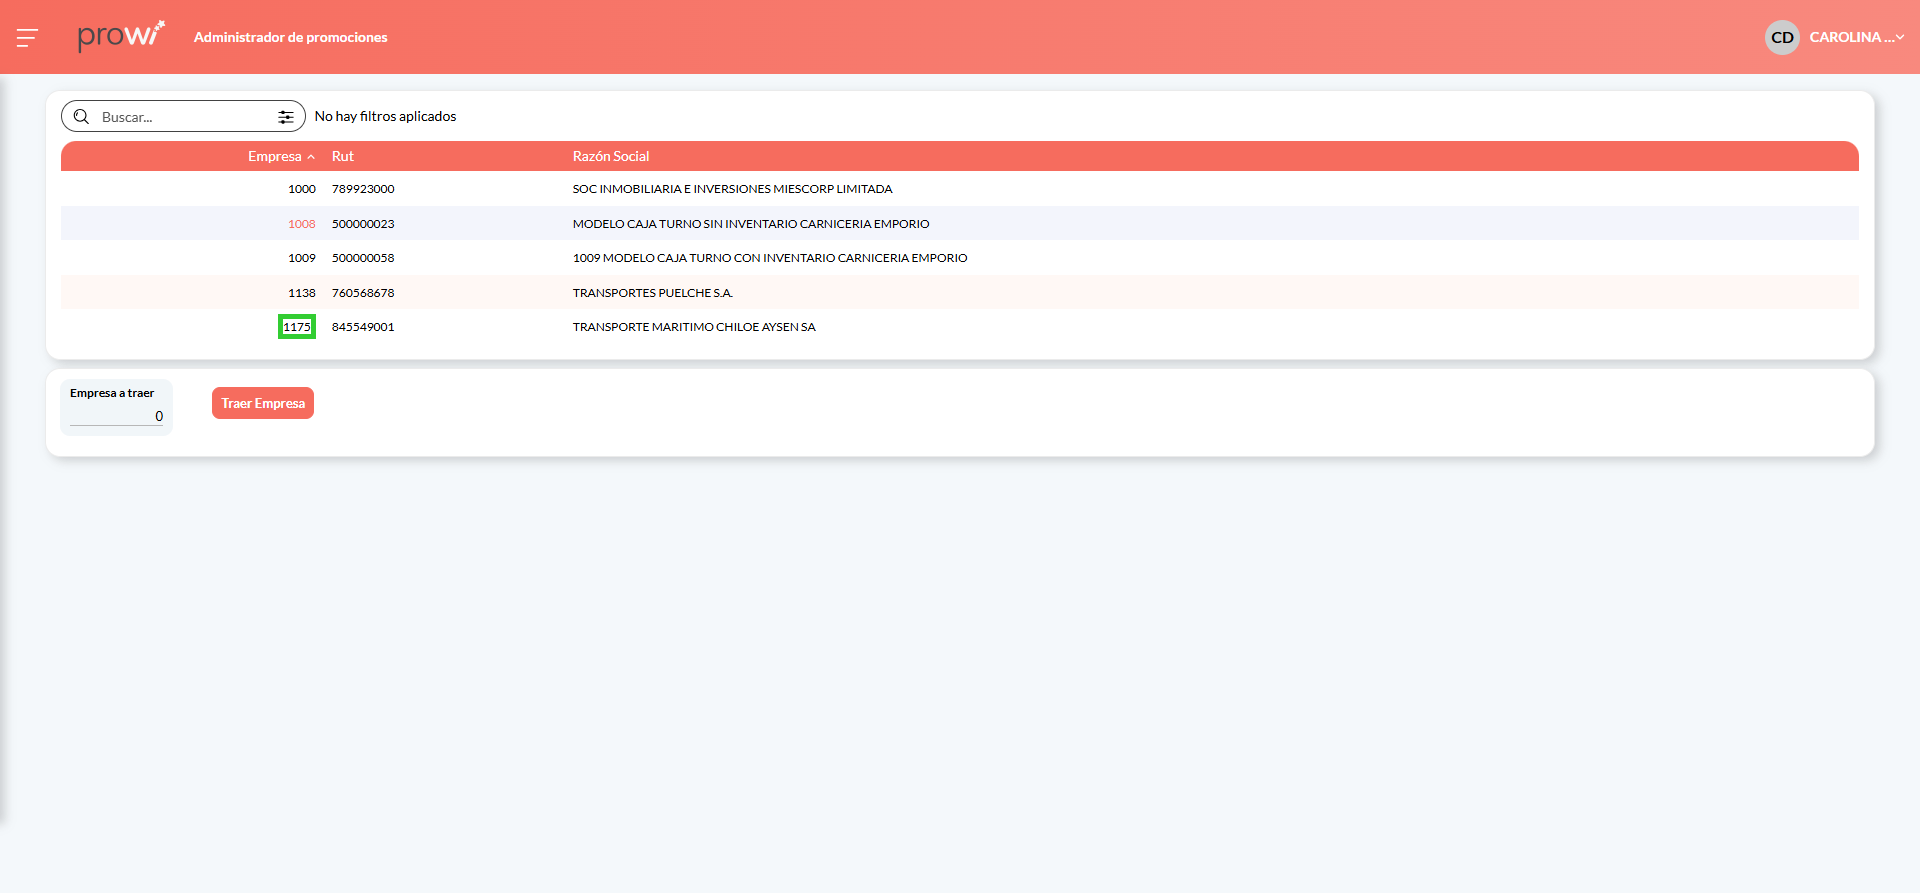 prowi
Administrador de promociones
CD
CAROLINA ...
Buscar...
No hay filtros aplicados
Empresa Rut Razón Social
1000 789923000 SOC INMOBILIARIA E INVERSIONES MIESCORP LIMITADA
1008 500000023 MODELO CAJA TURNO SIN INVENTARIO CARNICERIA EMPORIO
1009 500000058 1009 MODELO CAJA TURNO CON INVENTARIO CARNICERIA EMPORIO
1138 760568678 TRANSPORTES PUELCHE S.A.
1175 845549001 TRANSPORTE MARITIMO CHILOE AYSEN SA
Empresa a traer
0
Traer Empresa